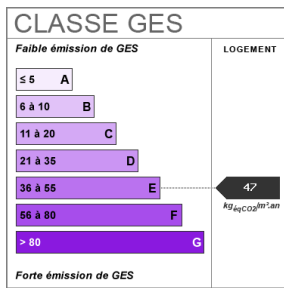 CLASSE GES
Faible émission de GES
LOGEMENT
≤ 5 A
6 à 10 B
11 à 20 C
21 à 35 D
36 à 55 E
47
kgéqCO2/m².an
56 à 80 F
> 80 G
Forte émission de GES